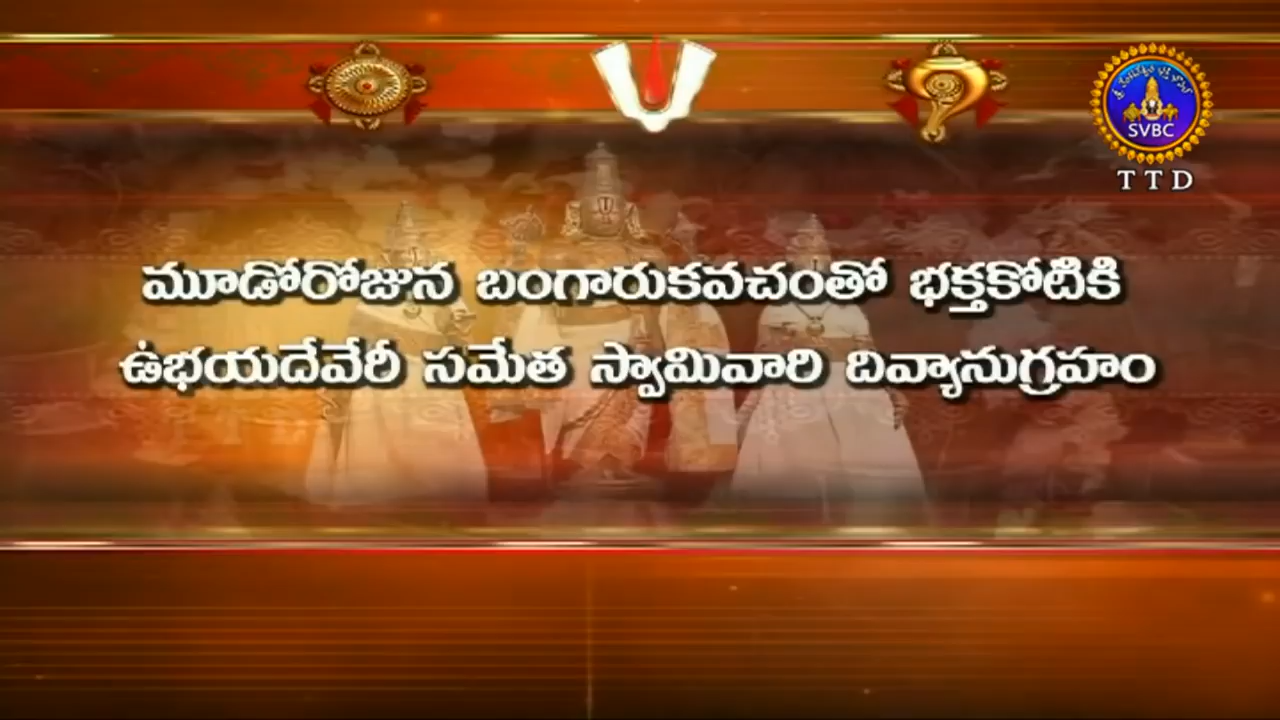 SVBC
TTD
మూడోరోజున బంగారుకవచంతో భక్తకోటికి
ఉభయదేవేరీ సమేత స్వామివారి దివ్యానుగ్రహం